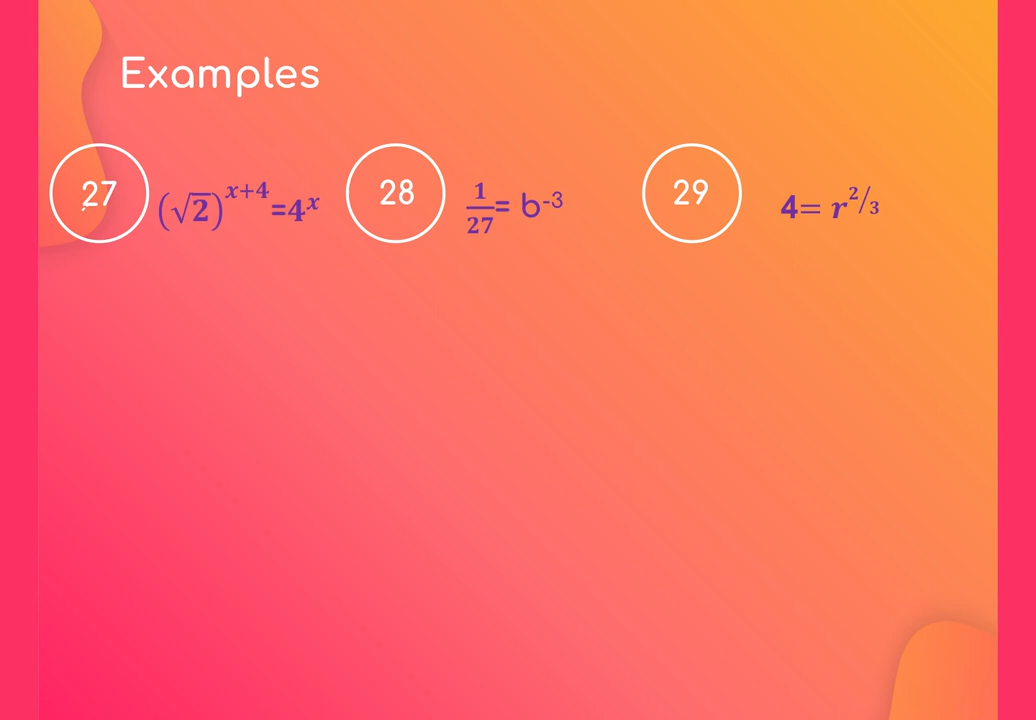 Examples
27 (√2)^(x+4)=4^x 28 1/27= b^-3 29 4= r^(2/3)